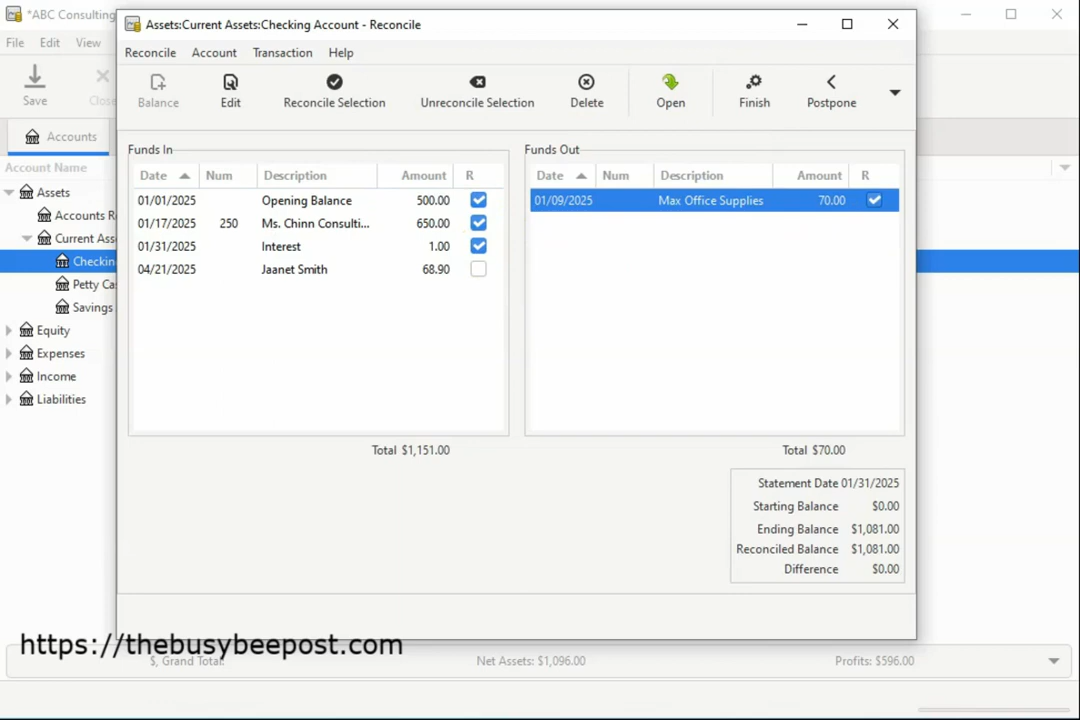 *ABC Consulting
Assets:Current Assets:Checking Account - Reconcile
File Edit View
Reconcile Account Transaction Help
Save Close
Balance Edit Reconcile Selection Unreconcile Selection Delete Open Finish Postpone
Accounts
Account Name
Assets
Accounts R
Current Ass
Checkin
Petty Ca
Savings
Equity
Expenses
Income
Liabilities
Funds In
Date Num Description Amount R
01/01/2025 Opening Balance 500.00
01/17/2025 250 Ms. Chinn Consulti... 650.00
01/31/2025 Interest 1.00
04/21/2025 Jaanet Smith 68.90
Total $1,151.00
Funds Out
Date Num Description Amount R
01/09/2025 Max Office Supplies 70.00
Total $70.00
Statement Date 01/31/2025
Starting Balance $0.00
Ending Balance $1,081.00
Reconciled Balance $1,081.00
Difference $0.00
https://thebusybeepost.com
$, Grand Total: Net Assets: $1,096.00 Profits: $596.00